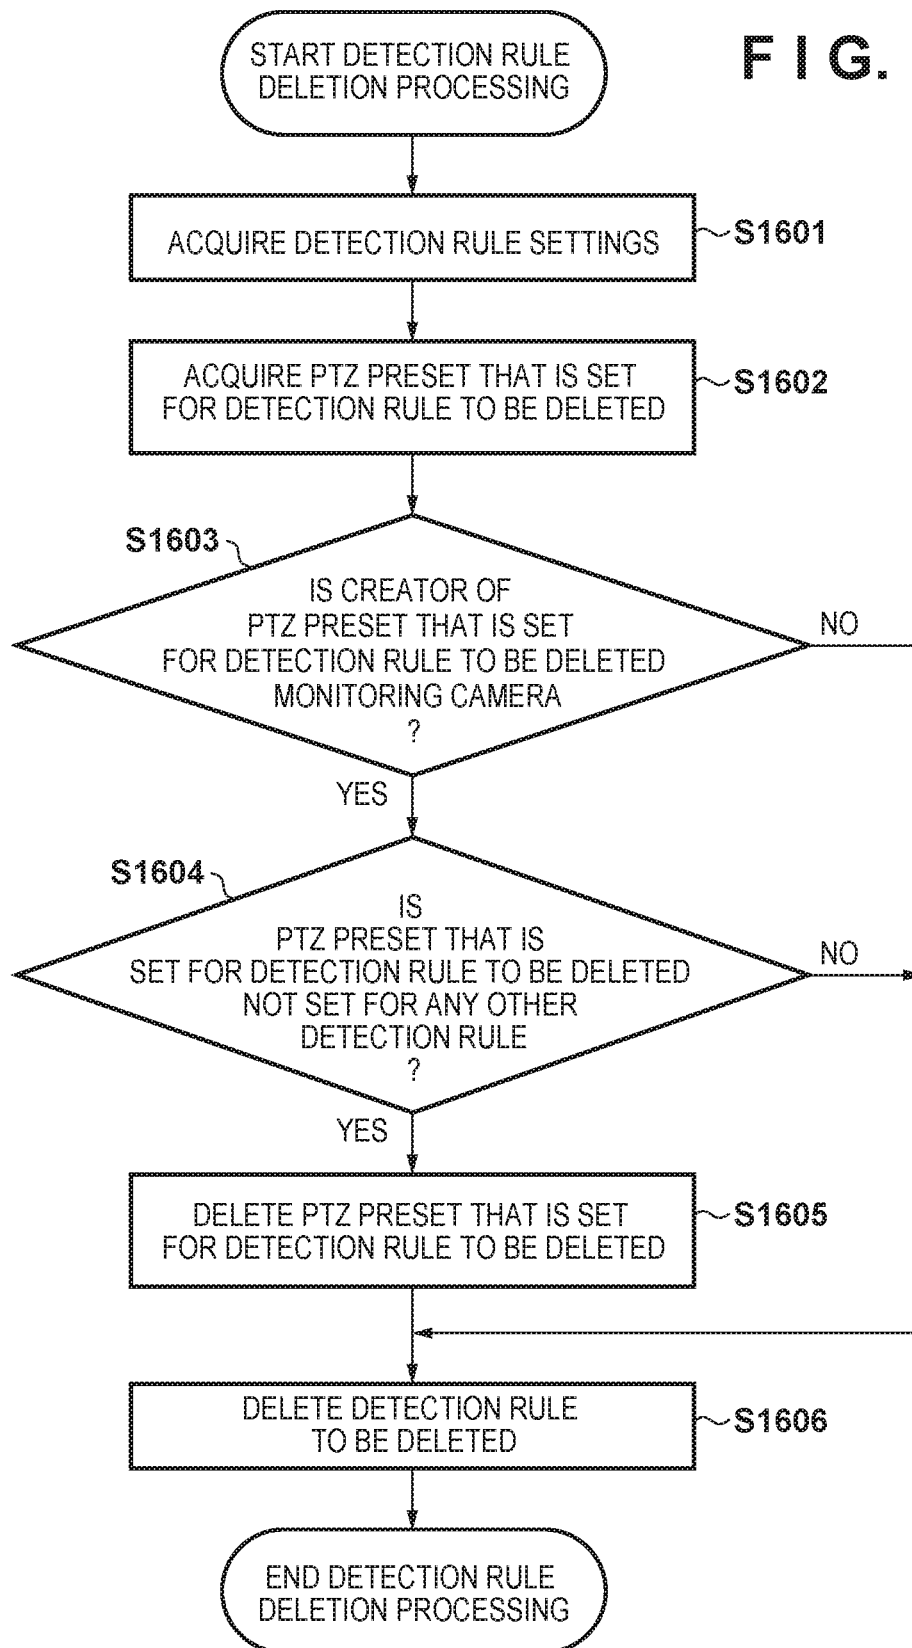 START DETECTION RULE
DELETION PROCESSING
FIG.
ACQUIRE DETECTION RULE SETTINGS
S1601
ACQUIRE PTZ PRESET THAT IS SET
FOR DETECTION RULE TO BE DELETED
S1602
S1603
IS CREATOR OF
PTZ PRESET THAT IS SET
FOR DETECTION RULE TO BE DELETED
MONITORING CAMERA
?
NO
YES
S1604
IS
PTZ PRESET THAT IS
SET FOR DETECTION RULE TO BE DELETED
NOT SET FOR ANY OTHER
DETECTION RULE
?
NO
YES
DELETE PTZ PRESET THAT IS SET
FOR DETECTION RULE TO BE DELETED
S1605
DELETE DETECTION RULE
TO BE DELETED
S1606
END DETECTION RULE
DELETION PROCESSING